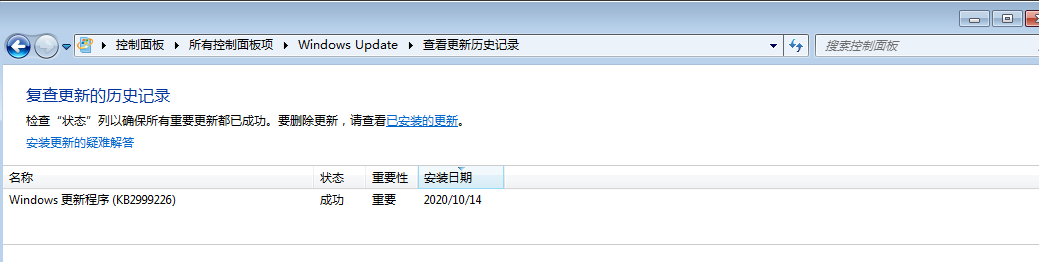 控制面板 所有控制面板项 Windows Update 查看更新历史记录 搜索控制面板
复查更新的历史记录
检查“状态”列以确保所有重要更新都已成功。要删除更新，请查看已安装的更新。
安装更新的疑难解答
名称 状态 重要性 安装日期
Windows 更新程序 (KB2999226) 成功 重要 2020/10/14